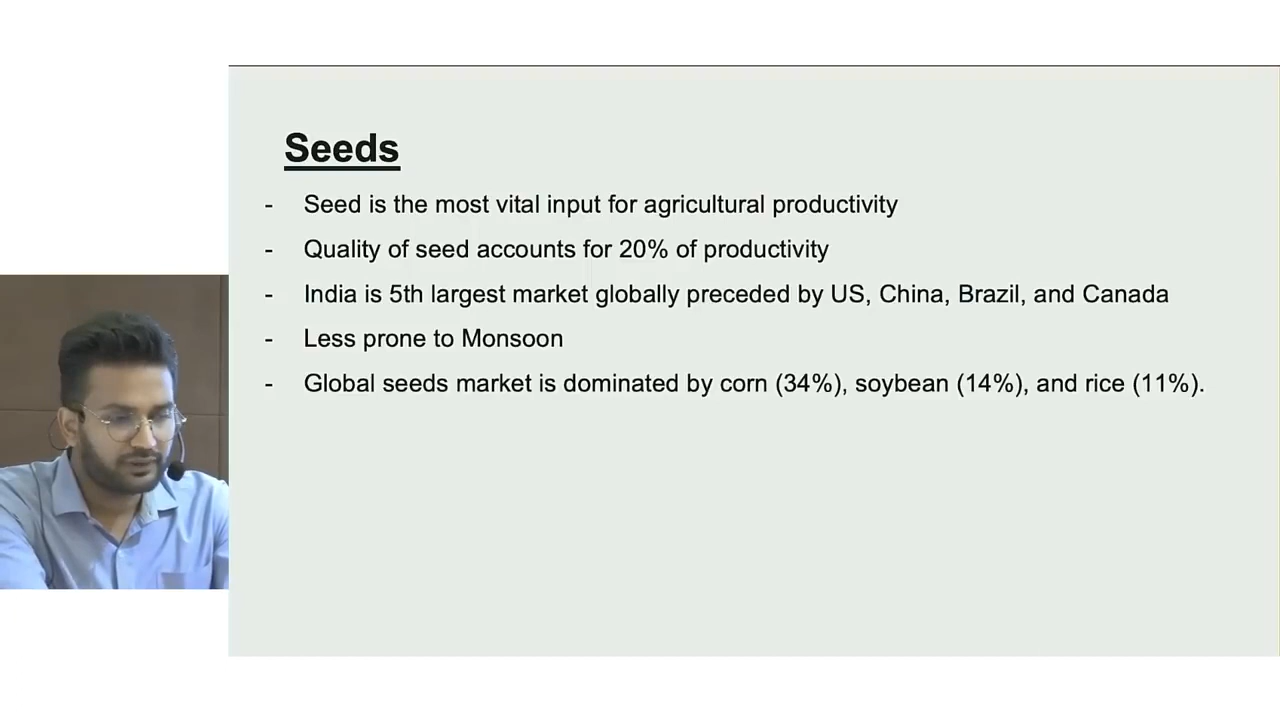 Seeds
- Seed is the most vital input for agricultural productivity
- Quality of seed accounts for 20% of productivity
- India is 5th largest market globally preceded by US, China, Brazil, and Canada
- Less prone to Monsoon
- Global seeds market is dominated by corn (34%), soybean (14%), and rice (11%).